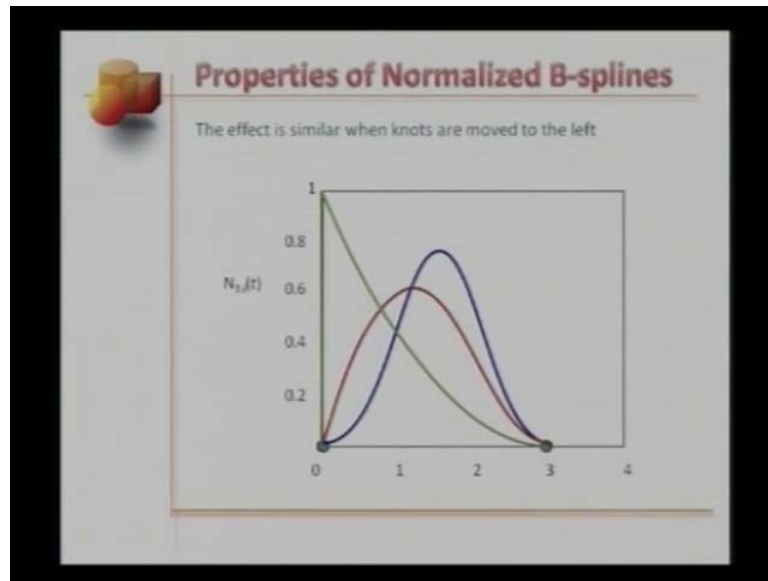 Properties of Normalized B-splines
The effect is similar when knots are moved to the left
1
0.8
0.6
0.4
0.2
0 1 2 3 4